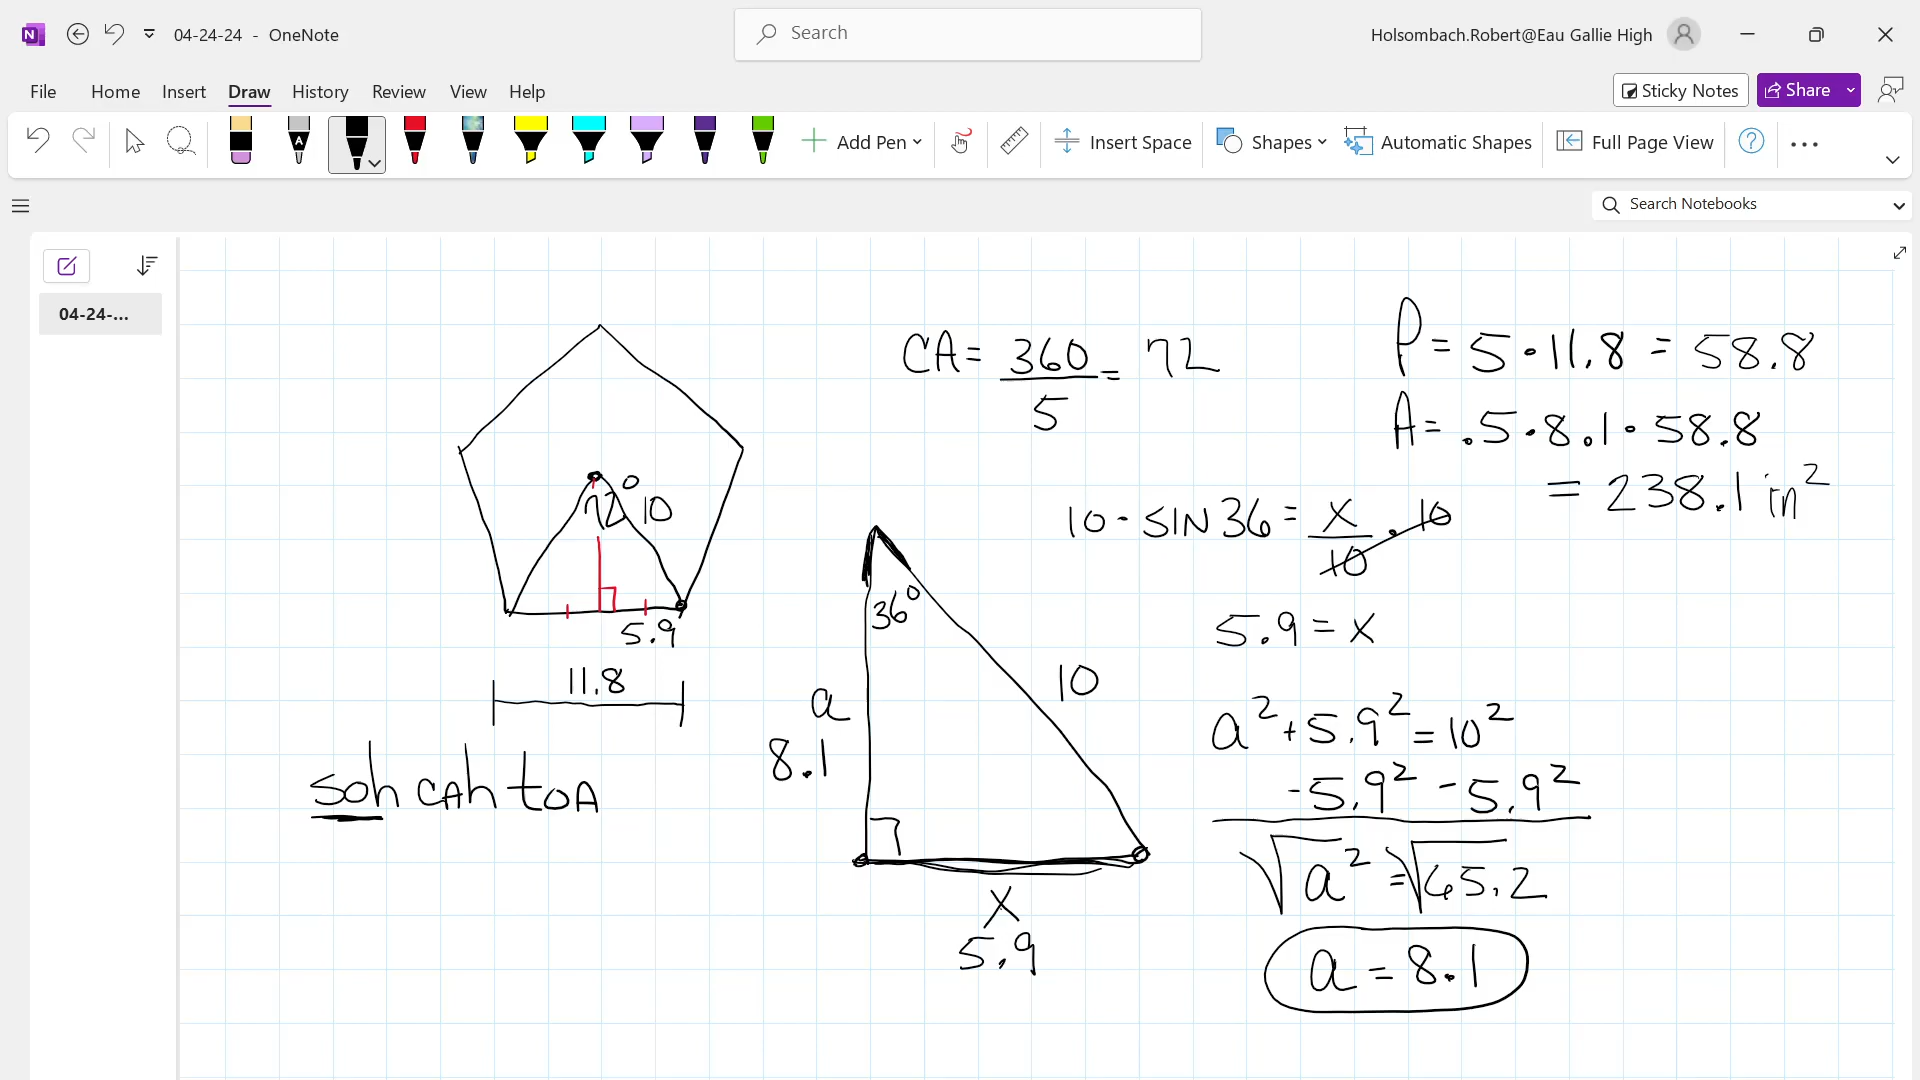 04-24-24 - OneNote
Search
Holsombach.Robert@Eau Gallie High
File Home Insert Draw History Review View Help
Sticky Notes
Share
Add Pen
Insert Space
Shapes
Automatic Shapes
Full Page View
Search Notebooks
04-24-...
72°
10
5.9
11.8
soh CAh toA
CA = 360/5 = 72
36°
10
a
8.1
x
5.9
10 · SIN 36 = x/10 · 10
5.9 = x
a² + 5.9² = 10²
-5.9² -5.9²
√a² = √65.2
a = 8.1
P = 5 · 11.8 = 58.8
A = .5 · 8.1 · 58.8
= 238.1 in²